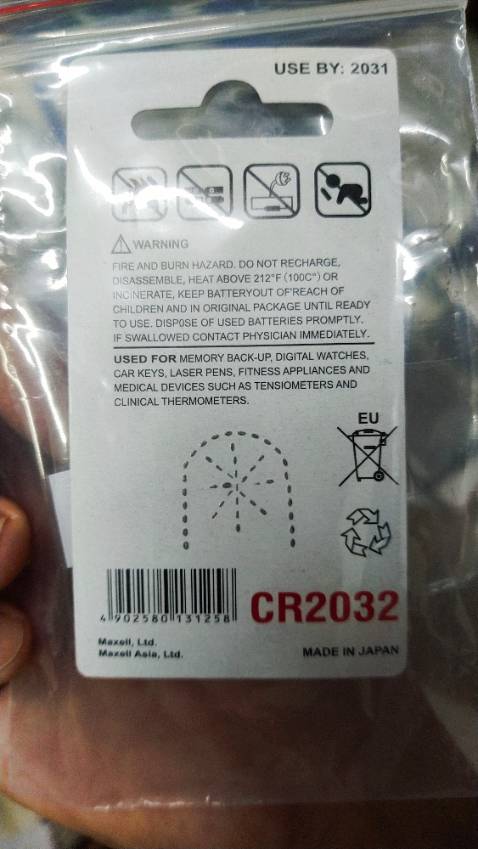 USE BY: 2031
WARNING
FIRE AND BURN HAZARD. DO NOT RECHARGE,
DISASSEMBLE, HEAT ABOVE 212°F (100C°) OR
INCINERATE, KEEP BATTERYOUT OF'REACH OF
CHILDREN AND IN ORIGINAL PACKAGE UNTIL READY
TO USE. DISPOSE OF USED BATTERIES PROMPTLY.
IF SWALLOWED CONTACT PHYSICIAN IMMEDIATELY.
USED FOR MEMORY BACK-UP, DIGITAL WATCHES,
CAR KEYS, LASER PENS, FITNESS APPLIANCES AND
MEDICAL DEVICES SUCH AS TENSIOMETERS AND
CLINICAL THERMOMETERS.
EU
4 902580 131258
CR2032
Maxell, Ltd.
Maxell Asia, Ltd.
MADE IN JAPAN